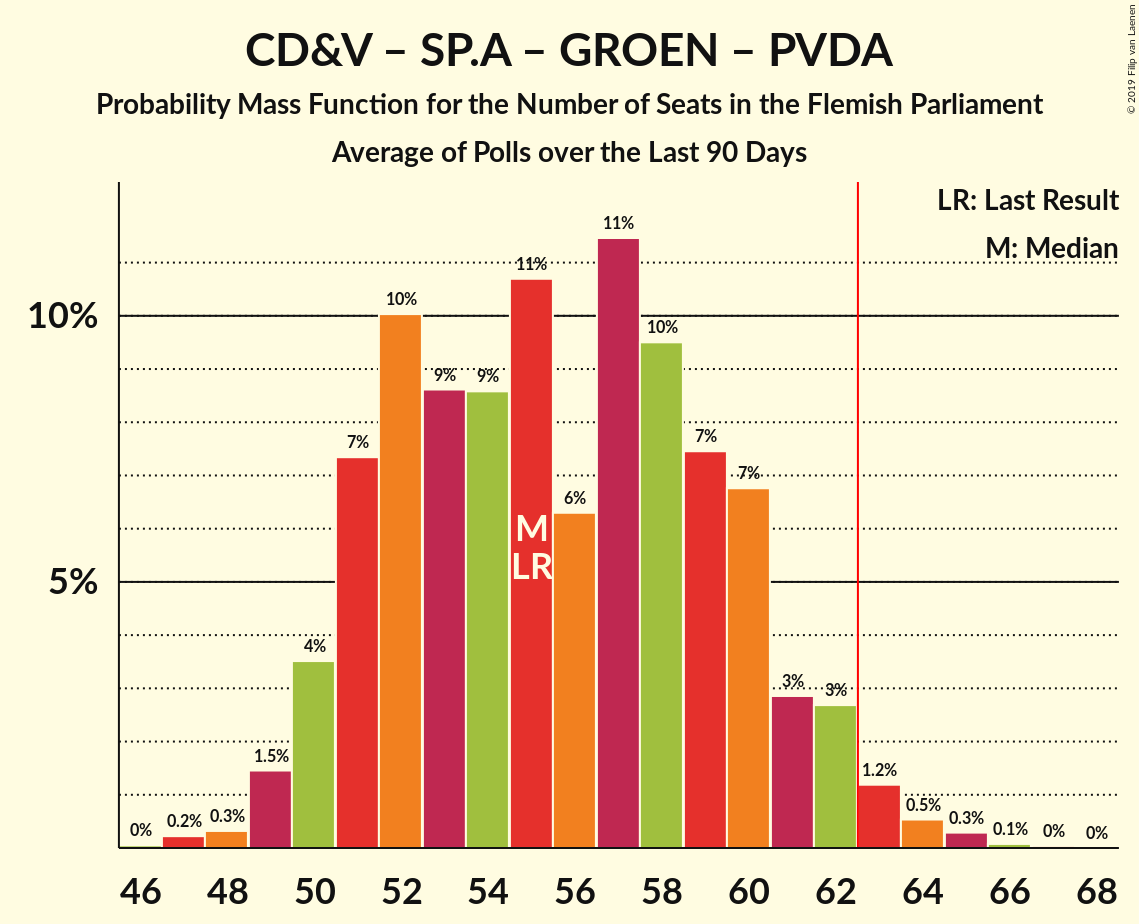 CD&V – SP.A – GROEN – PVDA
Probability Mass Function for the Number of Seats in the Flemish Parliament
Average of Polls over the Last 90 Days
© 2019 Filip van Laenen
LR: Last Result
M: Median
10%
5%
0%
0.2%
0.3%
1.5%
4%
7%
10%
9%
9%
11%
6%
11%
10%
7%
7%
3%
3%
1.2%
0.5%
0.3%
0.1%
0%
0%
M
LR
46 48 50 52 54 56 58 60 62 64 66 68